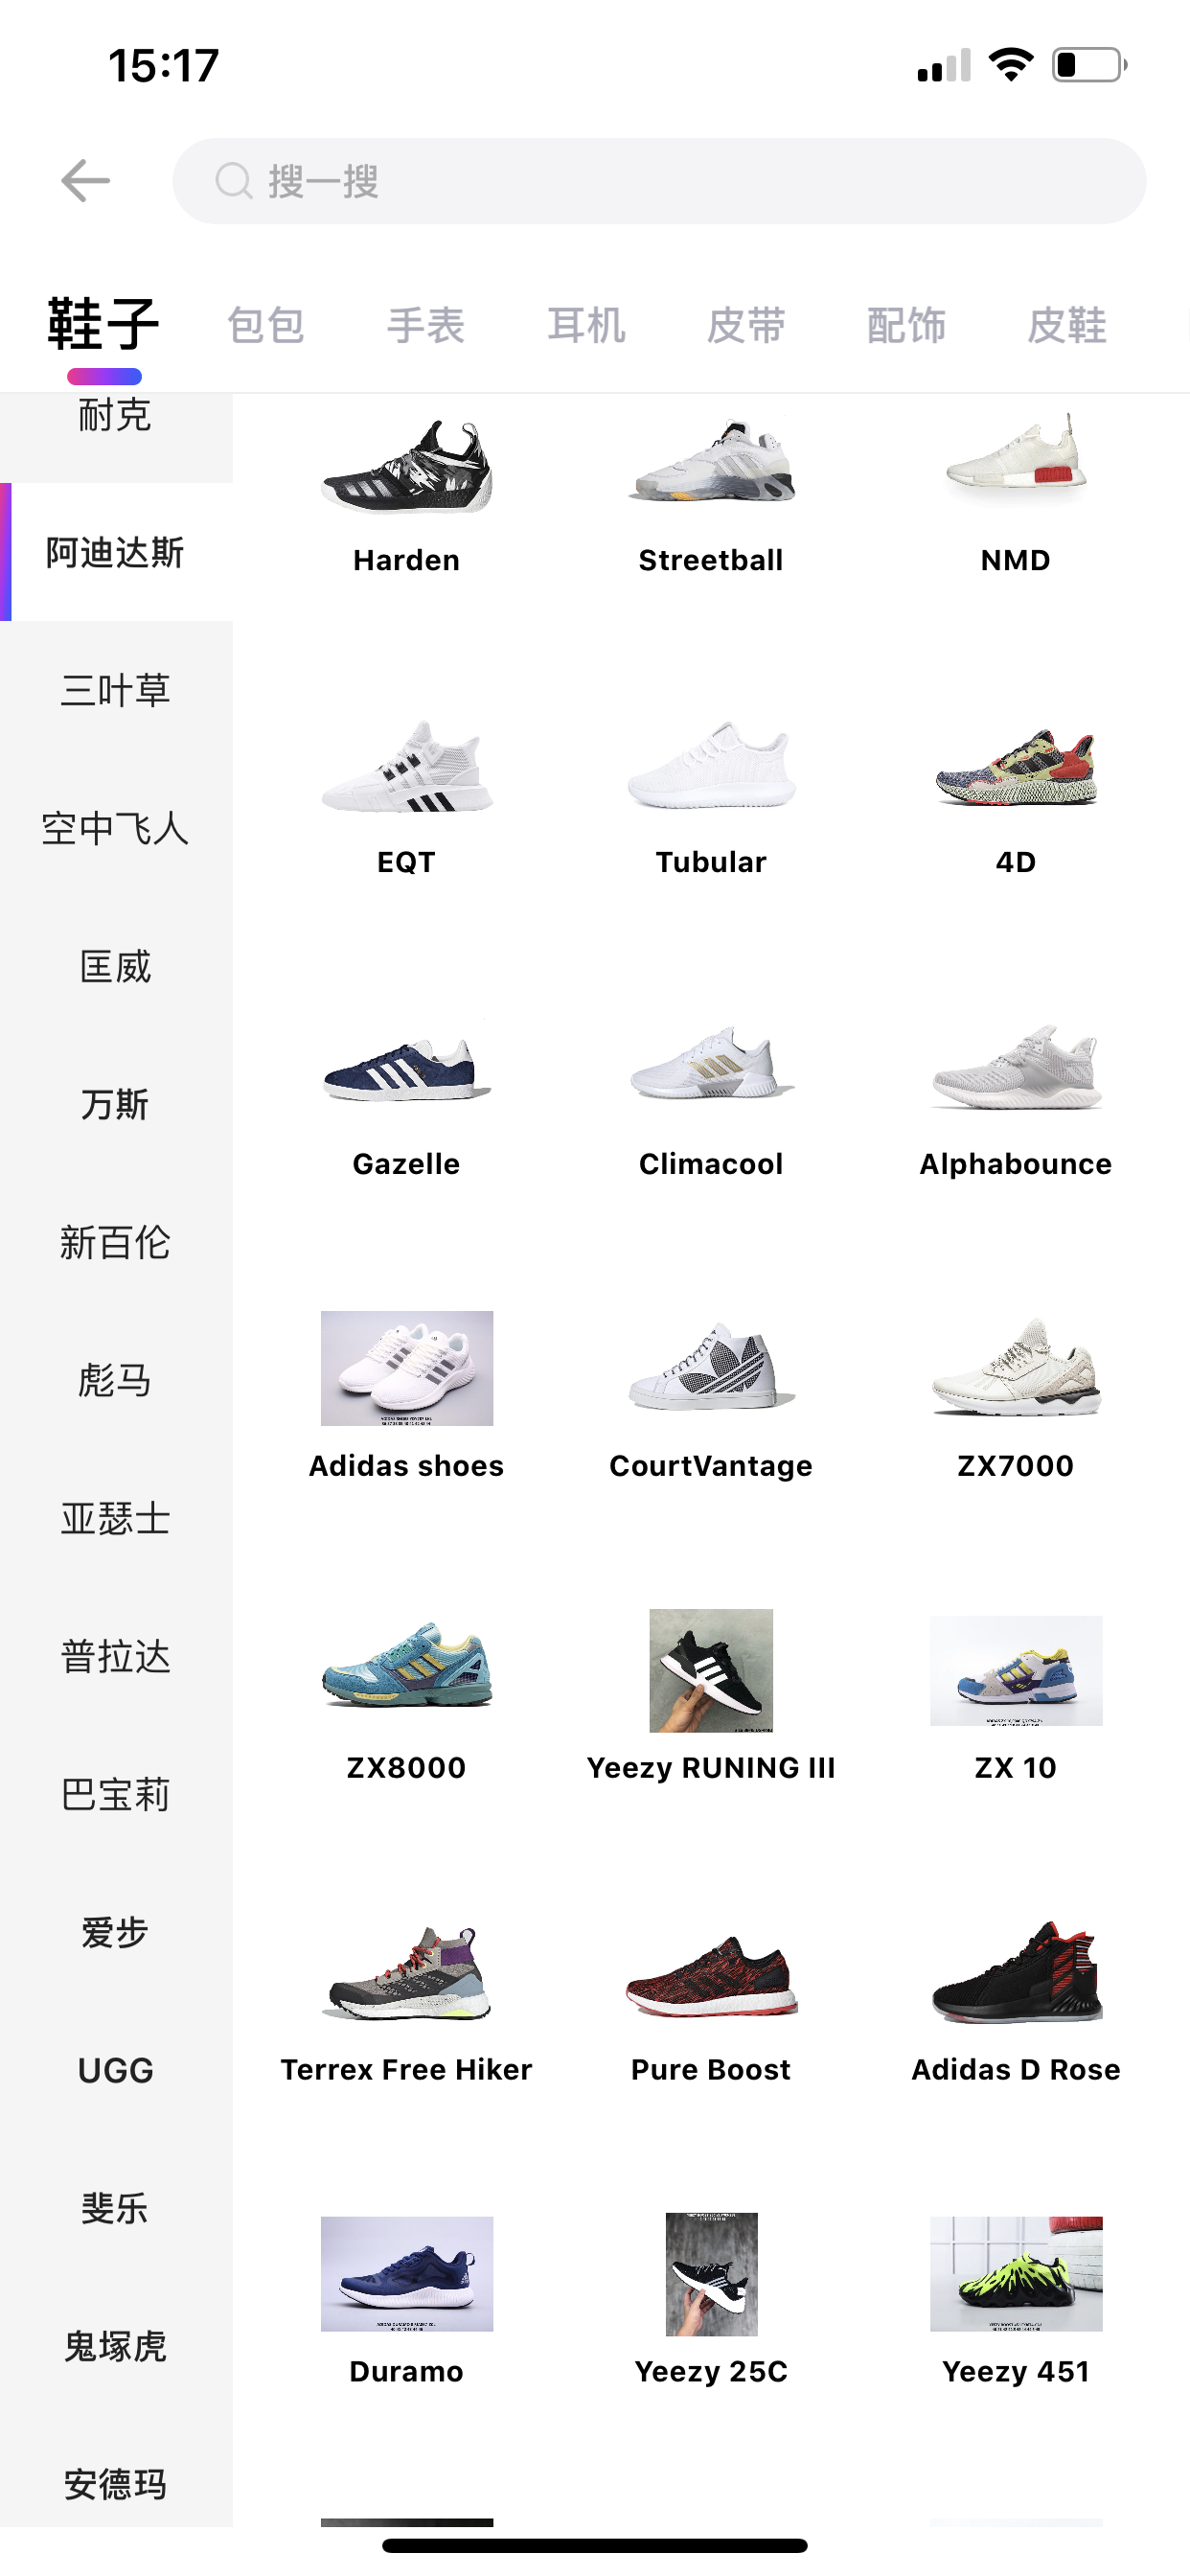 15:17
搜一搜
鞋子 包包 手表 耳机 皮带 配饰 皮鞋
耐克
阿迪达斯
三叶草
空中飞人
匡威
万斯
新百伦
彪马
亚瑟士
普拉达
巴宝莉
爱步
UGG
斐乐
鬼塚虎
安德玛
Harden Streetball NMD
EQT Tubular 4D
Gazelle Climacool Alphabounce
Adidas shoes CourtVantage ZX7000
ZX8000 Yeezy RUNING III ZX 10
Terrex Free Hiker Pure Boost Adidas D Rose
Duramo Yeezy 25C Yeezy 451